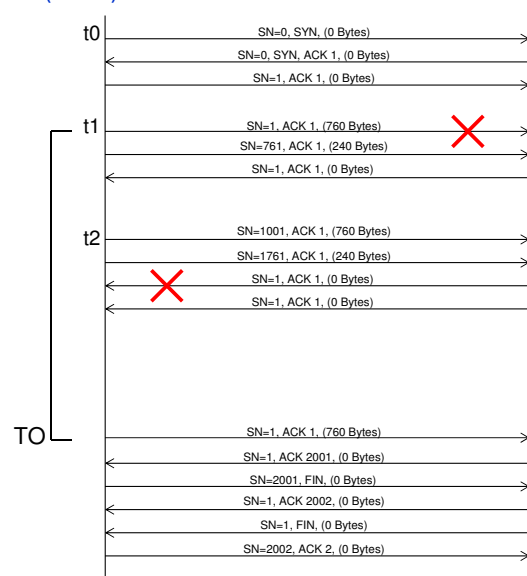 t0
SN=0, SYN, (0 Bytes)
SN=0, SYN, ACK 1, (0 Bytes)
SN=1, ACK 1, (0 Bytes)
t1
SN=1, ACK 1, (760 Bytes)
SN=761, ACK 1, (240 Bytes)
SN=1, ACK 1, (0 Bytes)
t2
SN=1001, ACK 1, (760 Bytes)
SN=1761, ACK 1, (240 Bytes)
SN=1, ACK 1, (0 Bytes)
SN=1, ACK 1, (0 Bytes)
TO
SN=1, ACK 1, (760 Bytes)
SN=1, ACK 2001, (0 Bytes)
SN=2001, FIN, (0 Bytes)
SN=1, ACK 2002, (0 Bytes)
SN=1, FIN, (0 Bytes)
SN=2002, ACK 2, (0 Bytes)